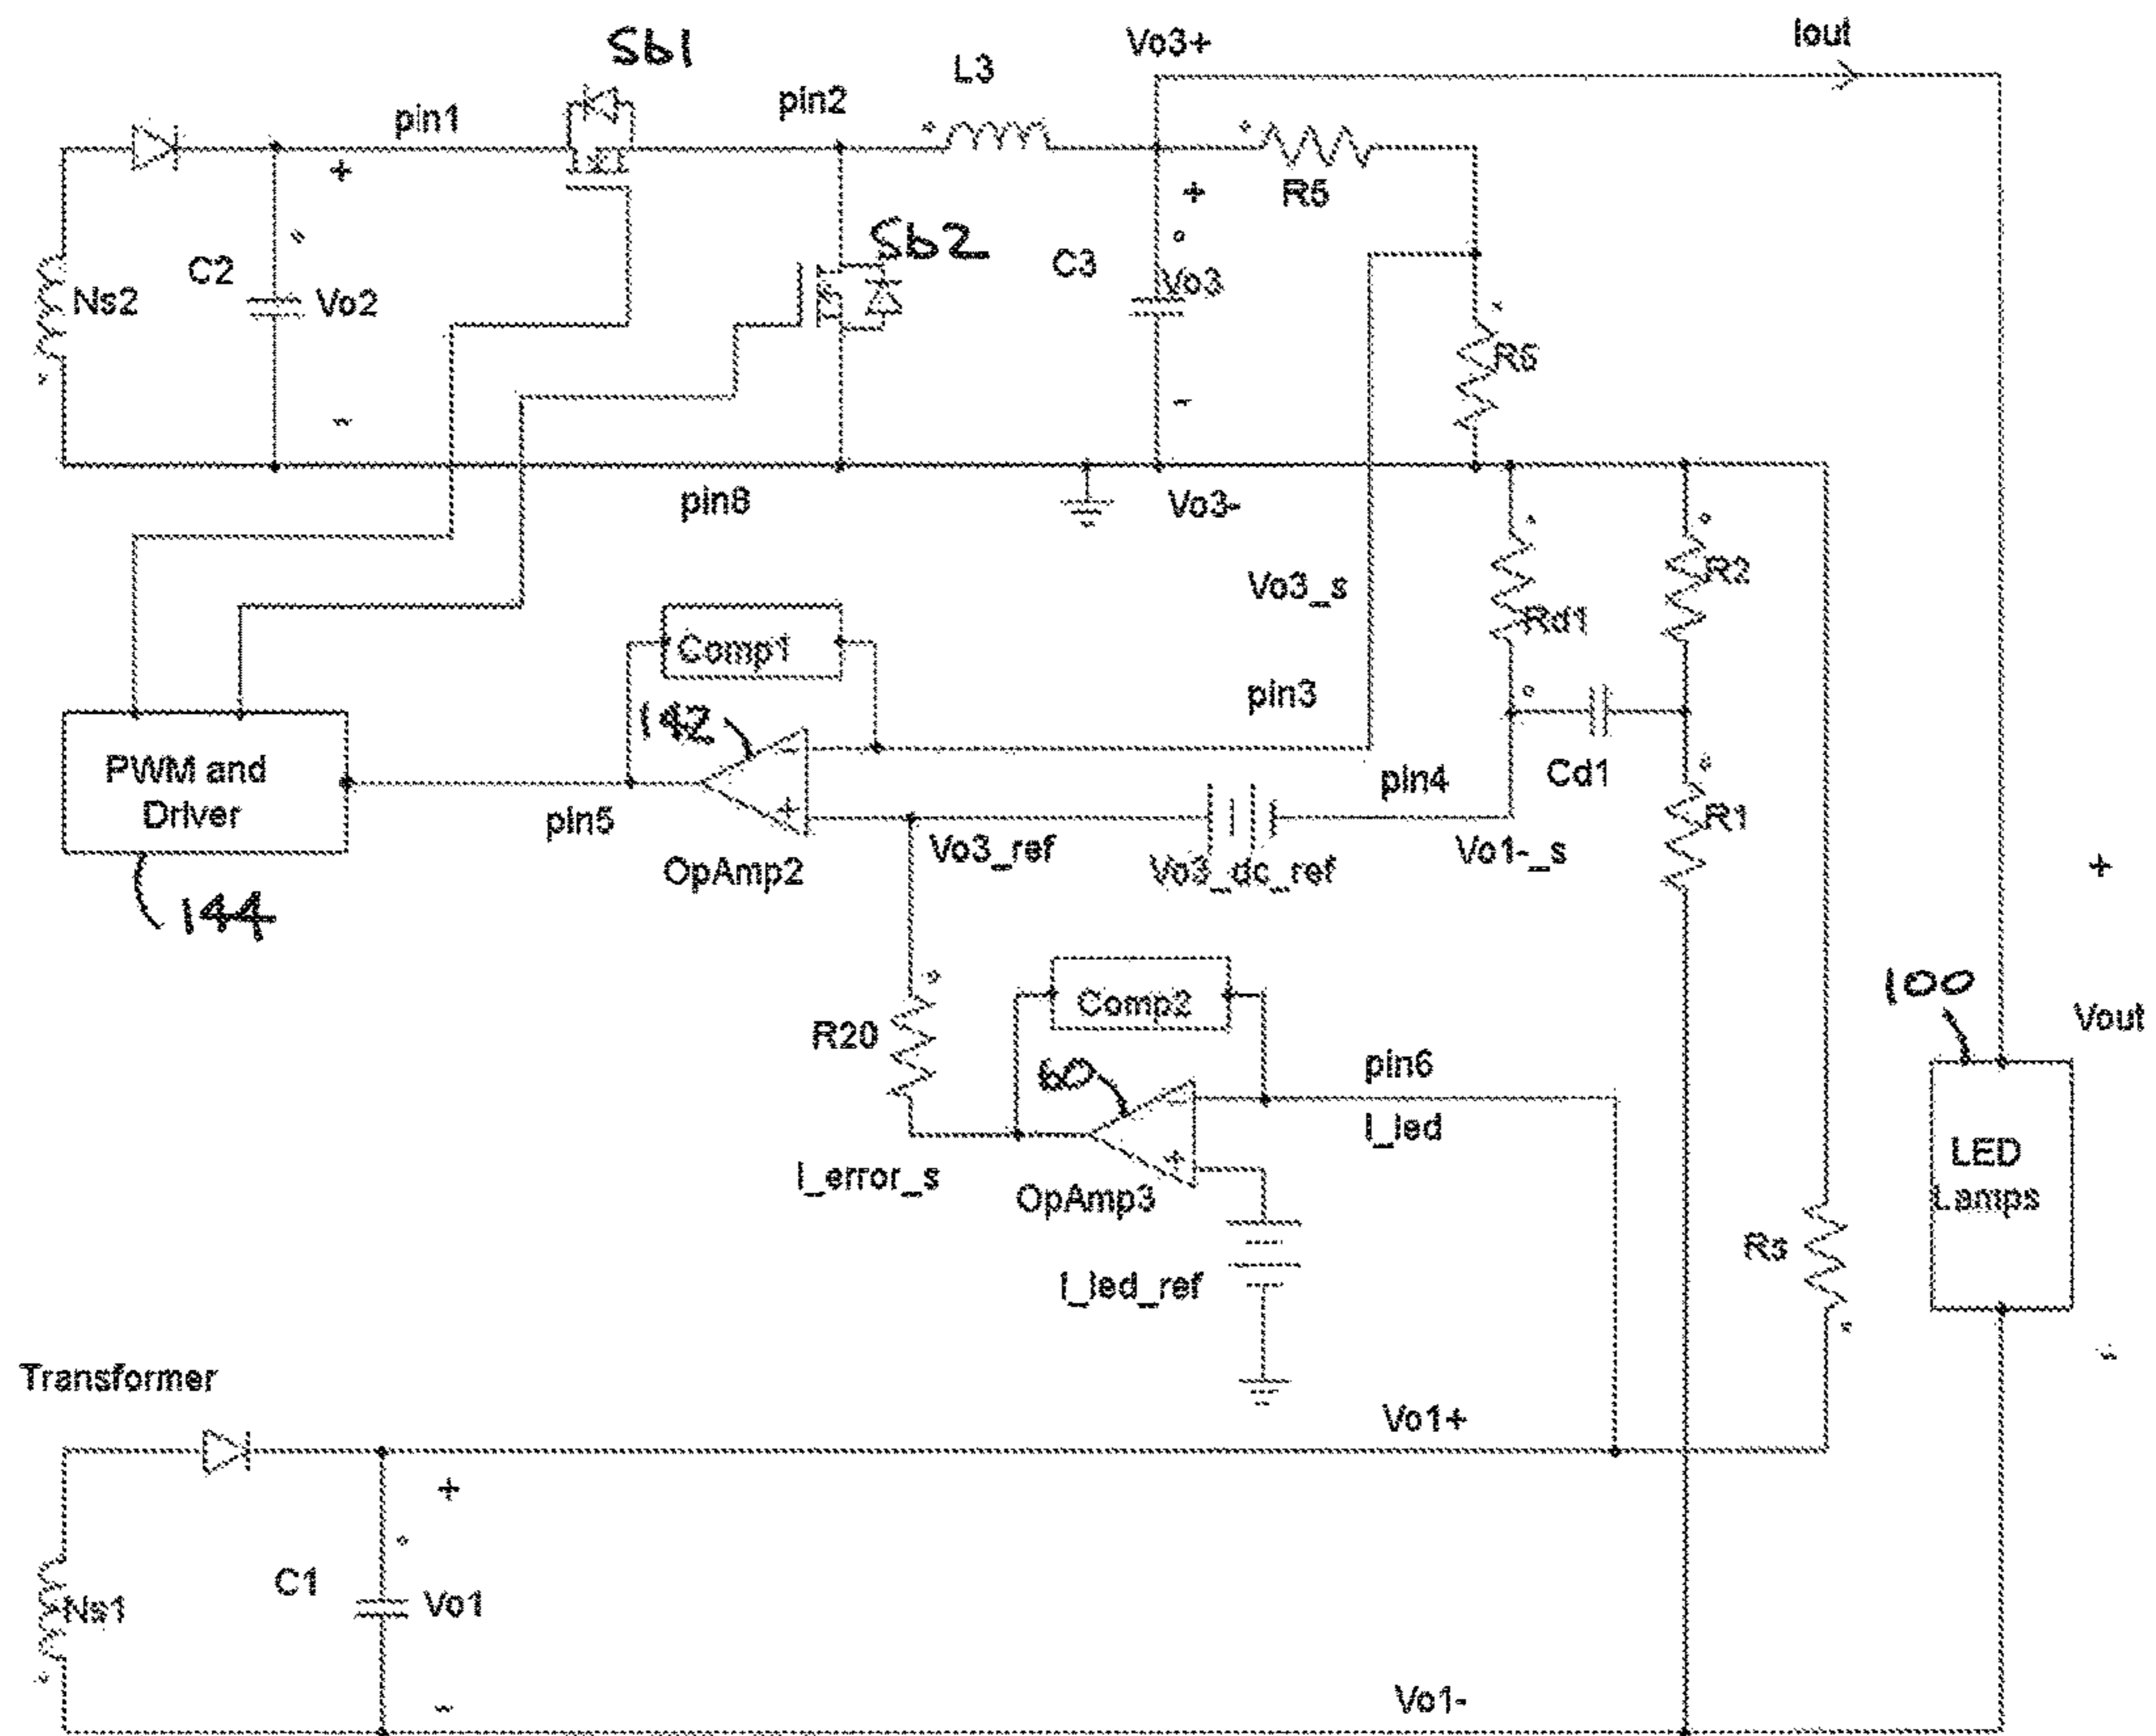 Sb1
Vo3+
Iout
L3
pin1
pin2
+
R5
+
Sb2
C2
Ns2
Vo2
C3
Vo3
R5
-
-
pin8
Vo3-
R2
Vo3_s
Rd1
Comp1
pin3
142
PWM and
Driver
-
pin4
Cd1
R1
+
pin5
Vo3_ref
Vo1-_s
OpAmp2
Vo3_dc_ref
+
144
100
Comp2
R20
Vout
60
pin6
-
I_led
LED
Lamps
I_error_s
+
OpAmp3
Rs
I_led_ref
-
Transformer
Vo1+
+
C1
Ns1
Vo1
-
Vo1-